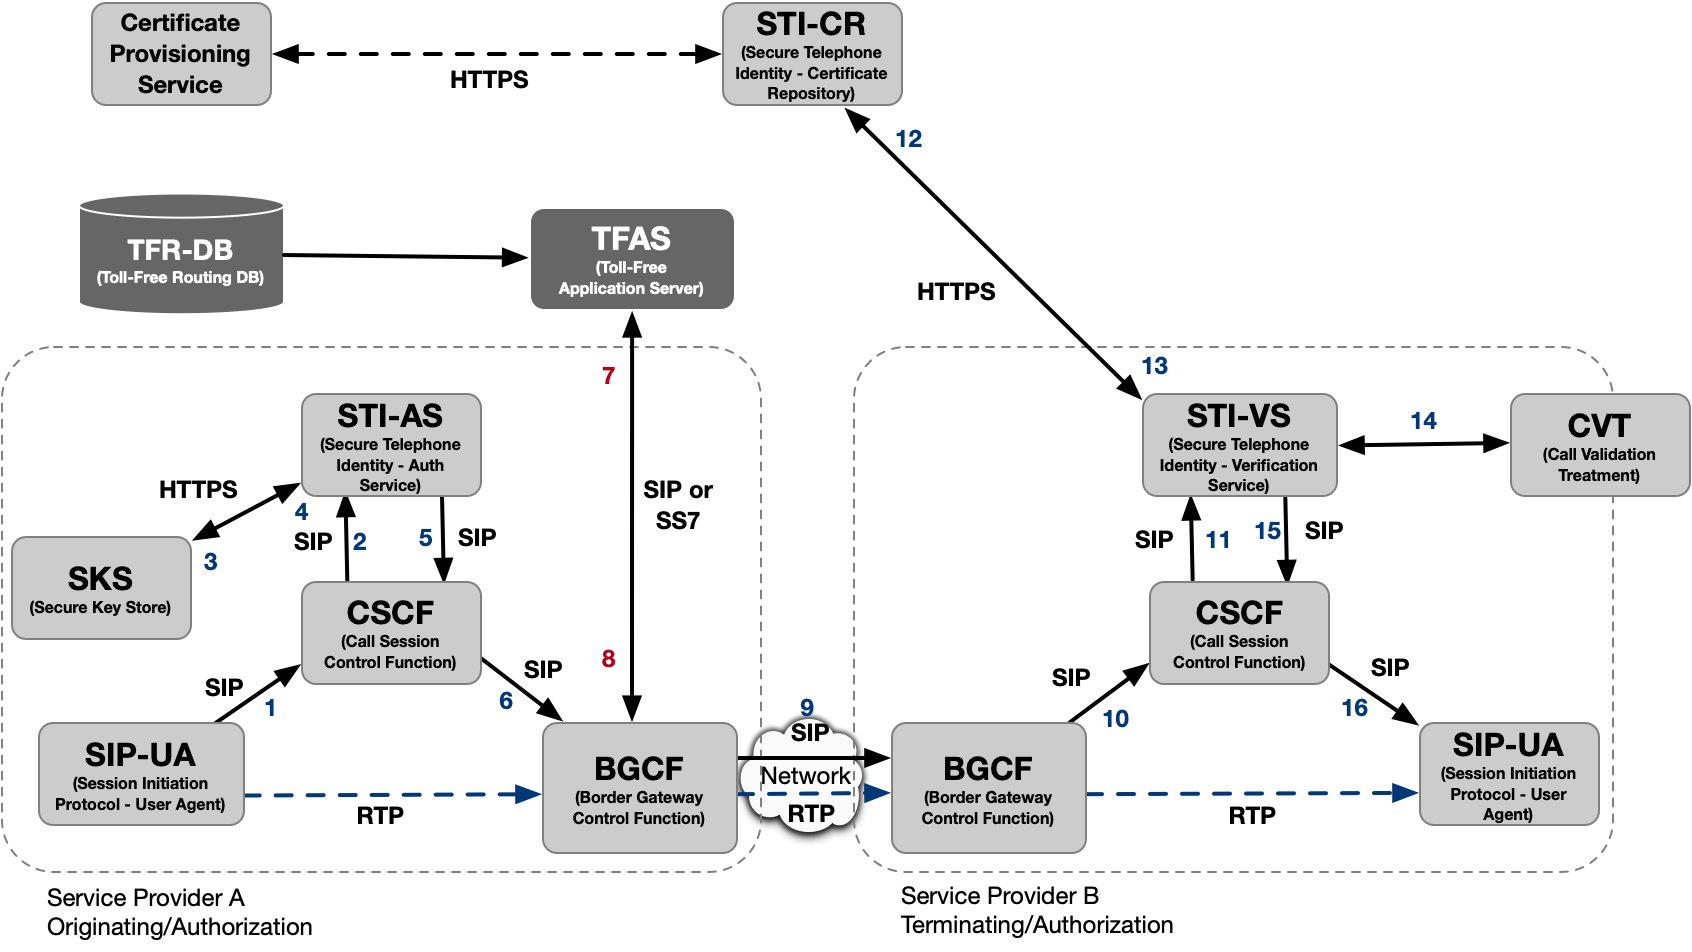 Certificate
Provisioning
Service
HTTPS
STI-CR
(Secure Telephone
Identity - Certificate
Repository)
12
TFR-DB
(Toll-Free Routing DB)
TFAS
(Toll-Free
Application Server)
HTTPS
7
13
STI-AS
(Secure Telephone
Identity - Auth
Service)
HTTPS
4
3
SIP
2
5
SIP
SIP or
SS7
SKS
(Secure Key Store)
CSCF
(Call Session
Control Function)
SIP
1
SIP
6
8
SIP-UA
(Session Initiation
Protocol - User Agent)
RTP
BGCF
(Border Gateway
Control Function)
9
SIP
Network
RTP
STI-VS
(Secure Telephone
Identity - Verification
Service)
14
CVT
(Call Validation
Treatment)
SIP
11
15
SIP
CSCF
(Call Session
Control Function)
SIP
10
SIP
16
BGCF
(Border Gateway
Control Function)
RTP
SIP-UA
(Session Initiation
Protocol - User
Agent)
Service Provider A
Originating/Authorization
Service Provider B
Terminating/Authorization